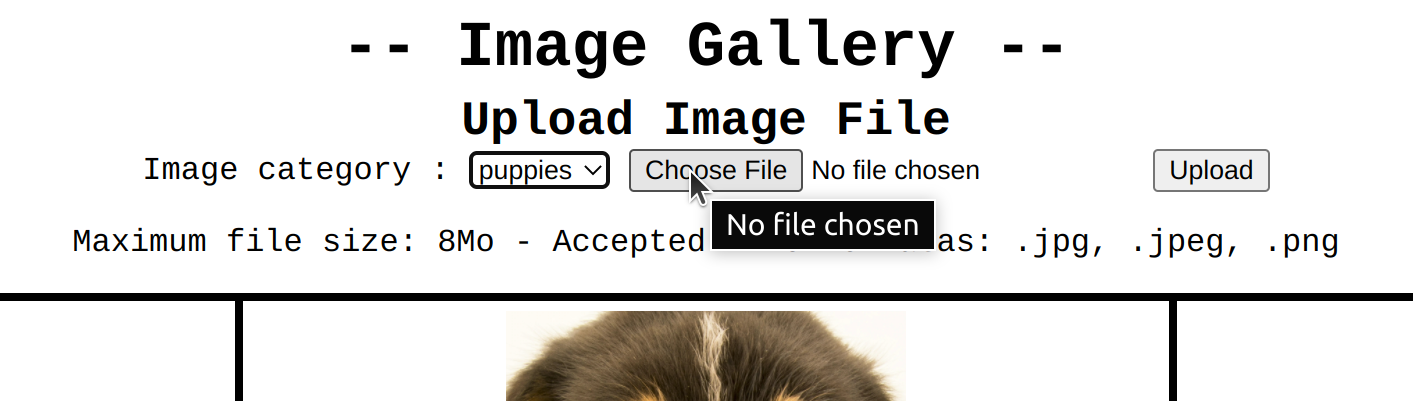 -- Image Gallery --
Upload Image File
Image category : puppies Choose File No file chosen Upload
No file chosen
Maximum file size: 8Mo - Accepted as: .jpg, .jpeg, .png